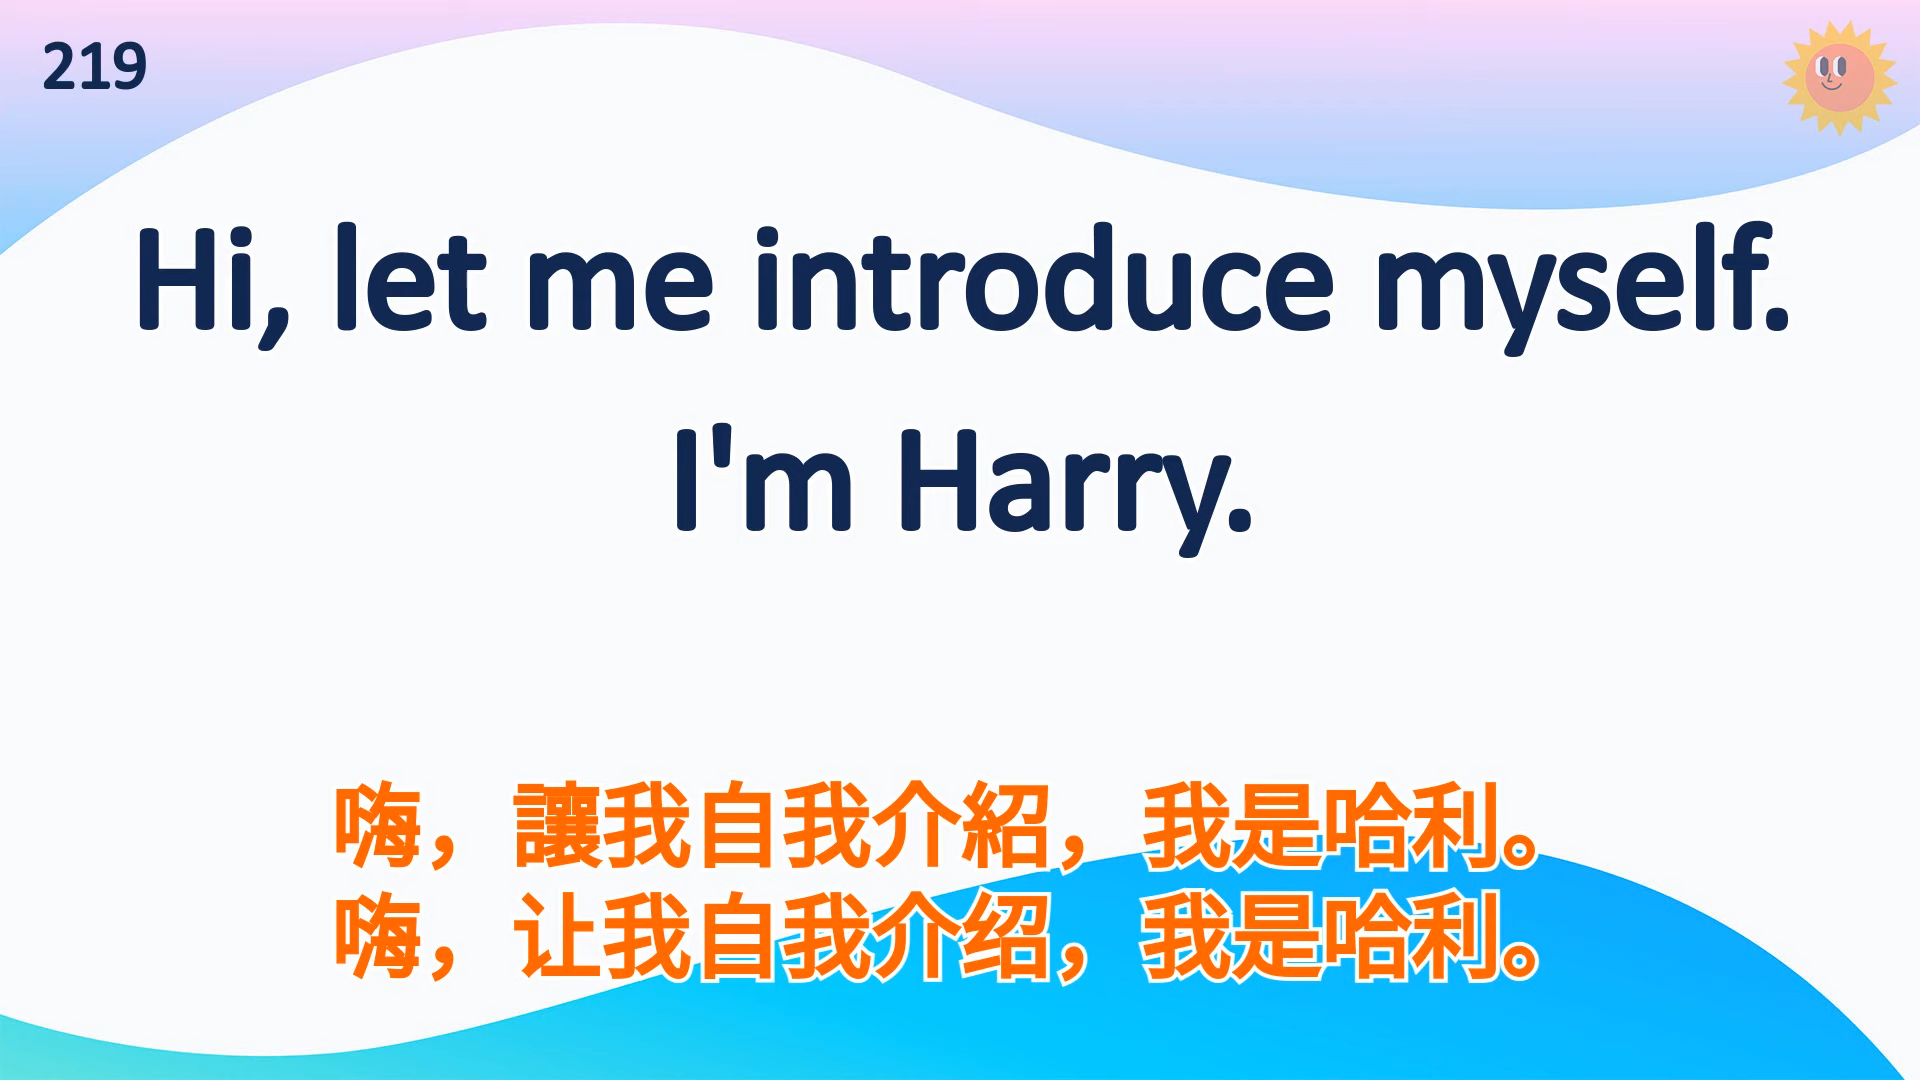 219
Hi, let me introduce myself.
I'm Harry.
嗨，讓我自我介紹，我是哈利。
嗨，让我自我介绍，我是哈利。